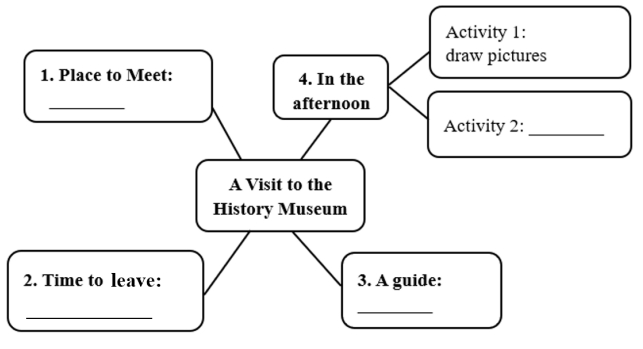 1. Place to Meet:
________
4. In the
afternoon
Activity 1:
draw pictures
Activity 2: ________
A Visit to the
History Museum
2. Time to leave:
______________
3. A guide:
________